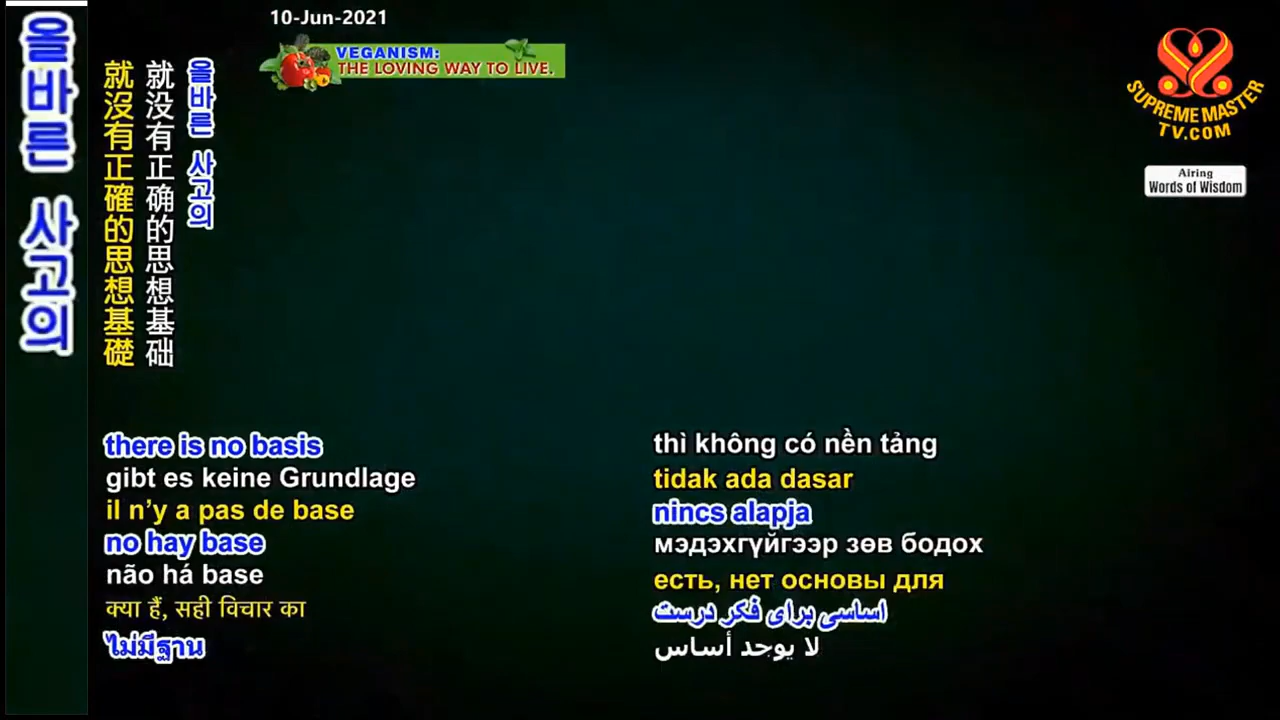 올바른 사고의
10-Jun-2021
VEGANISM:
THE LOVING WAY TO LIVE.
就沒有正確的思想基礎
就没有正确的思想基础
올바른 사고의
SUPREME MASTER
TV.COM
Airing
Words of Wisdom
there is no basis
gibt es keine Grundlage
il n’y a pas de base
no hay base
não há base
क्या हैं, सही विचार का
ไม่มีฐาน
thì không có nền tảng
tidak ada dasar
nincs alapja
мэдэхгүйгээр зөв бодох
есть, нет основы для
اساسی برای فکر درست
لا يوجد أساس